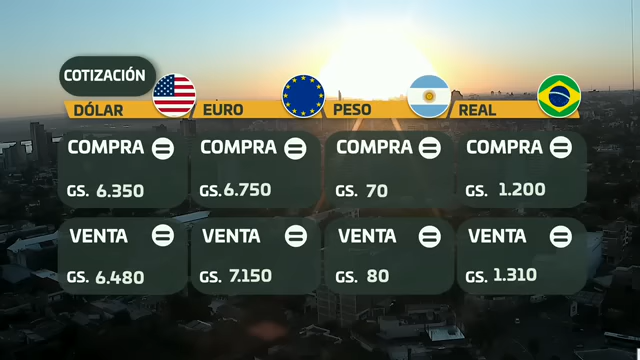 COTIZACIÓN
DÓLAR EURO PESO REAL
COMPRA COMPRA COMPRA COMPRA
GS. 6.350 GS. 6.750 GS. 70 GS. 1.200
VENTA VENTA VENTA VENTA
GS. 6.480 GS. 7.150 GS. 80 GS. 1.310